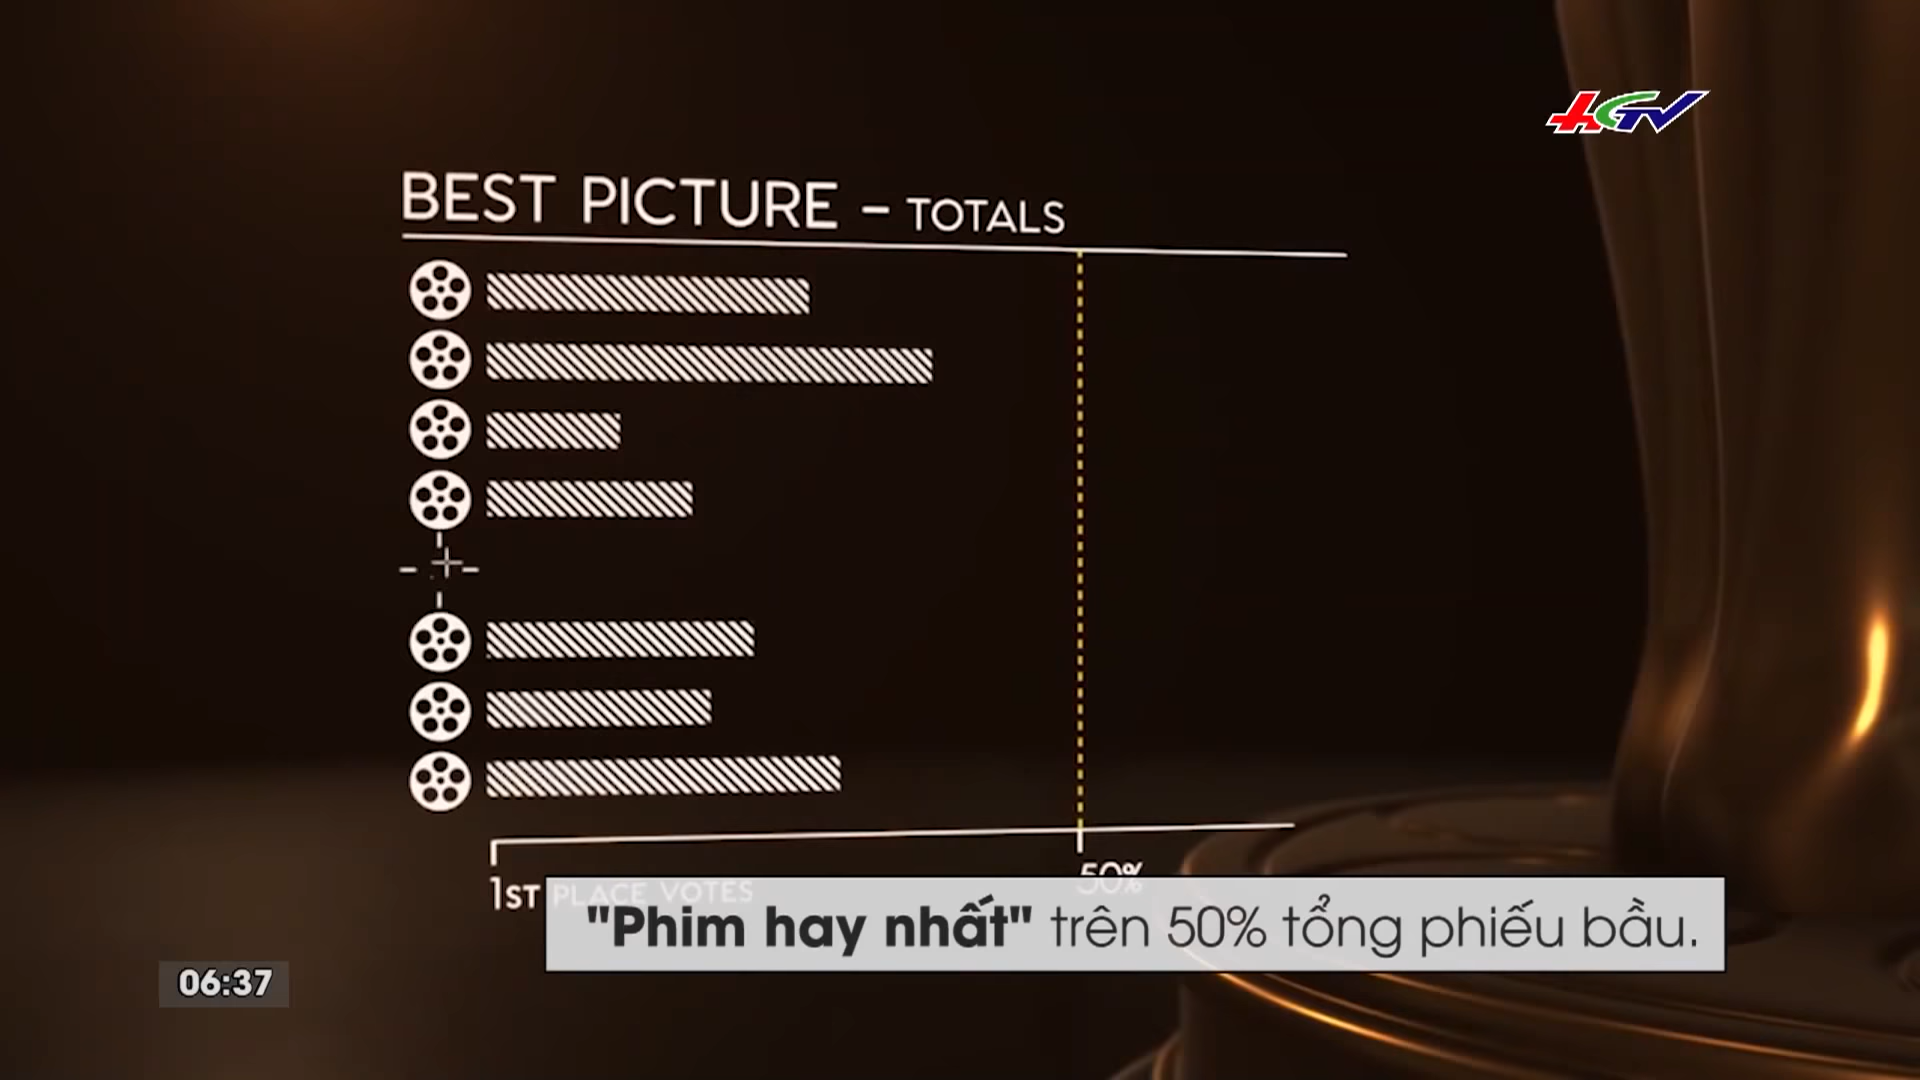 HGTV
BEST PICTURE – TOTALS
50%
1ST PLACE VOTES
"Phim hay nhất" trên 50% tổng phiếu bầu.
06:37